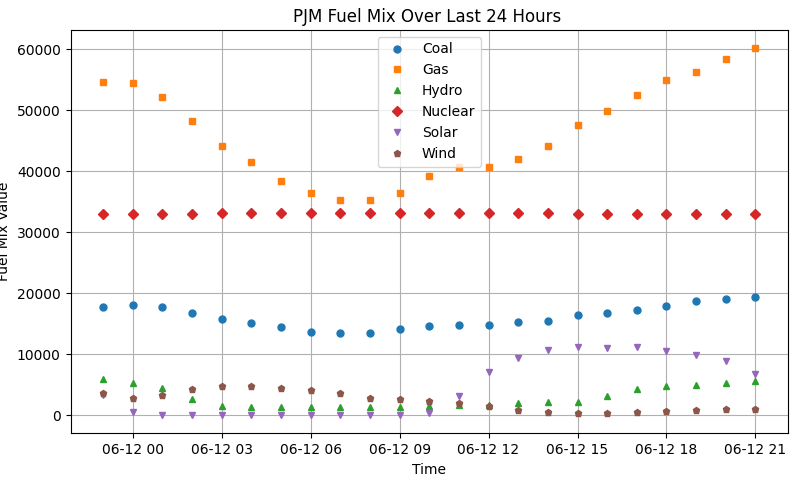 PJM Fuel Mix Over Last 24 Hours
Coal
Gas
Hydro
Nuclear
Solar
Wind
Fuel Mix Value
60000
50000
40000
30000
20000
10000
0
06-12 00 06-12 03 06-12 06 06-12 09 06-12 12 06-12 15 06-12 18 06-12 21
Time